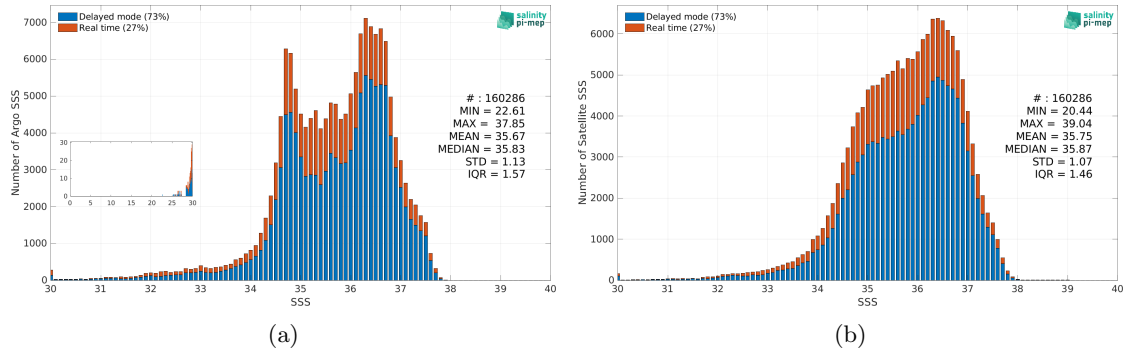 Delayed mode (73%)
Real time (27%)
salinity
pi-mep
Number of Argo SSS
7000
6000
5000
4000
3000
2000
1000
0
# : 160286
MIN = 22.61
MAX = 37.85
MEAN = 35.67
MEDIAN = 35.83
STD = 1.13
IQR = 1.57
30
20
10
0
0 5 10 15 20 25 30
30 31 32 33 34 35 36 37 38 39 40
SSS
(a)
Delayed mode (73%)
Real time (27%)
salinity
pi-mep
Number of Satellite SSS
6000
5000
4000
3000
2000
1000
0
# : 160286
MIN = 20.44
MAX = 39.04
MEAN = 35.75
MEDIAN = 35.87
STD = 1.07
IQR = 1.46
30 31 32 33 34 35 36 37 38 39 40
SSS
(b)